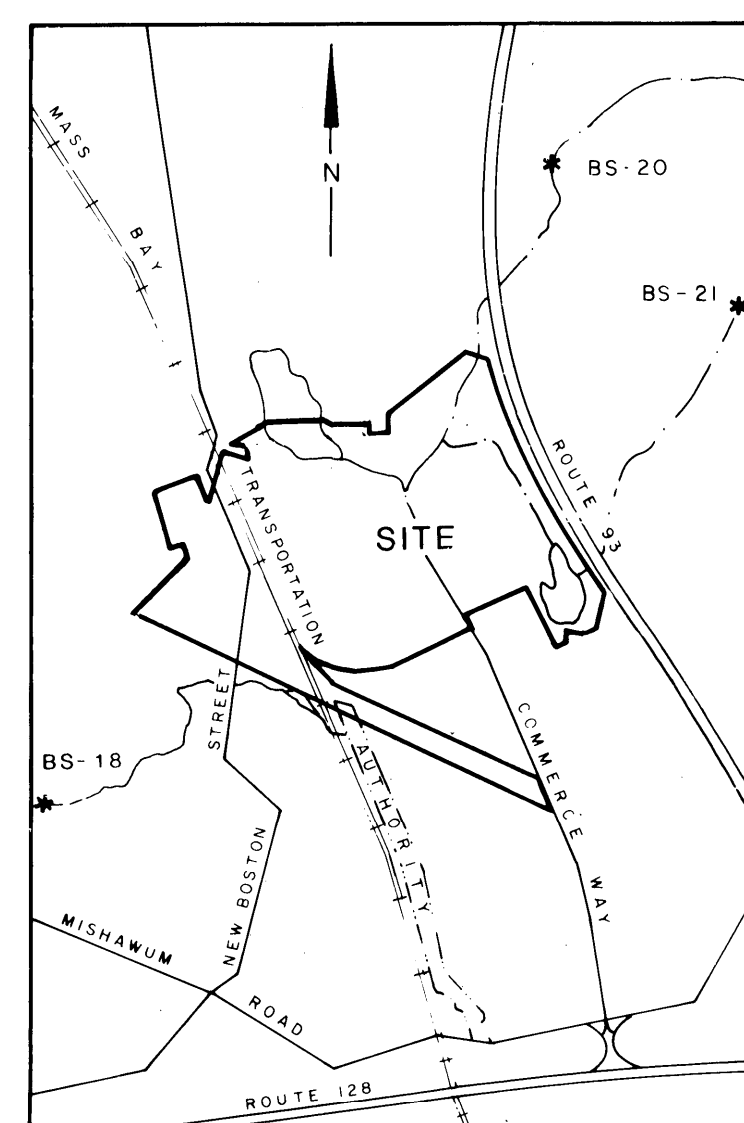 MASS
BAY
N
BS-20
BS-21
ROUTE 93
TRANSPORTATION
SITE
STREET
COMMERCE WAY
BS-18
AUTHORITY
NEW BOSTON
MISHAWUM
ROAD
ROUTE 128